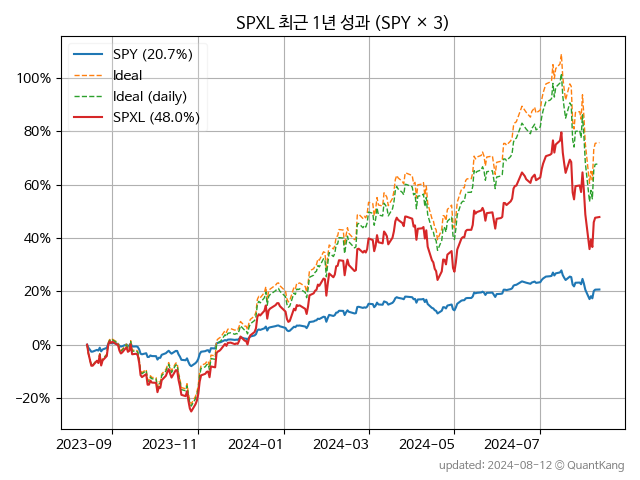 SPXL 최근 1년 성과 (SPY × 3)
SPY (20.7%)
Ideal
Ideal (daily)
SPXL (48.0%)
100%
80%
60%
40%
20%
0%
−20%
2023-09
2023-11
2024-01
2024-03
2024-05
2024-07
updated: 2024-08-12 © QuantKang